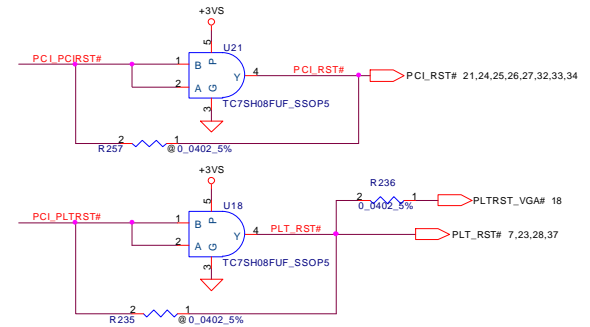 +3VS
U21
PCI_PCIRST#
5
1
B
P
Y
4
PCI_RST#
PCI_RST# 21,24,25,26,27,32,33,34
2
A
G
3
TC7SH08FUF_SSOP5
2
1
R257
@0_0402_5%
+3VS
R236
U18
5
2
1
PLTRST_VGA# 18
0_0402_5%
PCI_PLTRST#
1
B
P
Y
4
PLT_RST#
PLT_RST# 7,23,28,37
2
A
G
3
TC7SH08FUF_SSOP5
2
1
R235
@0_0402_5%